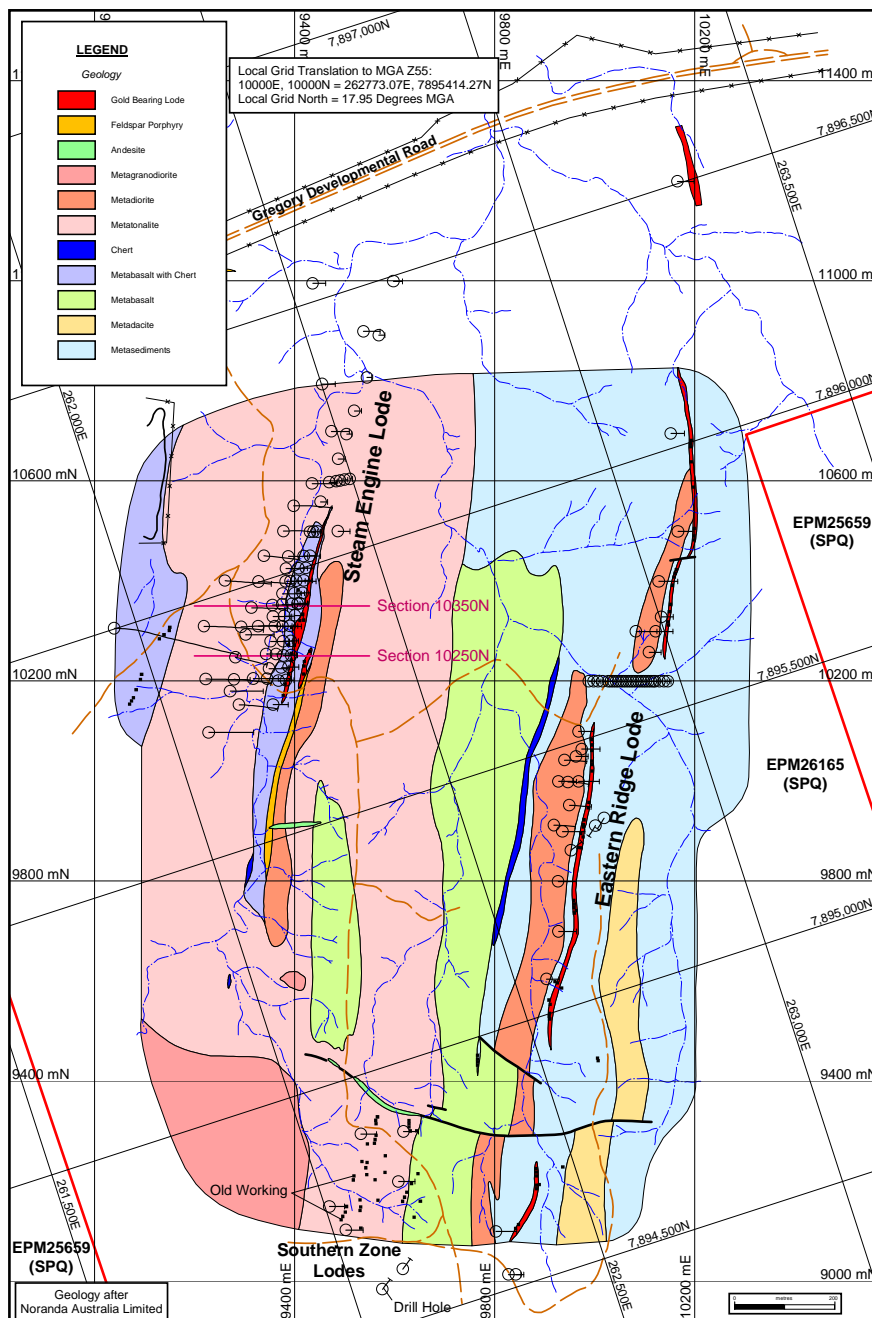 LEGEND
Geology
Gold Bearing Lode
Feldspar Porphyry
Andesite
Metagranodiorite
Metadiorite
Metatonalite
Chert
Metabasalt with Chert
Metabasalt
Metadacite
Metasediments
Local Grid Translation to MGA Z55:
10000E, 10000N = 262773.07E, 7895414.27N
Local Grid North = 17.95 Degrees MGA
9400 mE
7,897,000N
9800 mE
10200 mE
11400 mN
7,896,500N
263,500E
Gregory Developmental Road
11000 mN
262,000E
7,896,000N
10600 mN
10600 mN
Steam Engine Lode
EPM25659
(SPQ)
Section 10350N
Section 10250N
7,895,500N
10200 mN
10200 mN
EPM26165
(SPQ)
Eastern Ridge Lode
9800 mN
9800 mN
7,895,000N
263,000E
9400 mN
9400 mN
Old Working
261,500E
EPM25659
(SPQ)
Southern Zone
Lodes
7,894,500N
262,500E
9000 mN
9400 mE
9800 mE
10200 mE
Drill Hole
Geology after
Noranda Australia Limited
metres
0
200